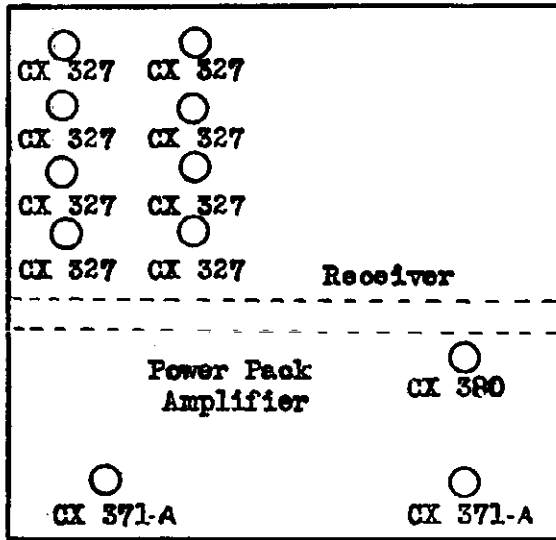 CX 327 CX 327
CX 327 CX 327
CX 327 CX 327
CX 327 CX 327
Receiver
Power Pack
Amplifier
CX 380
CX 371-A CX 371-A